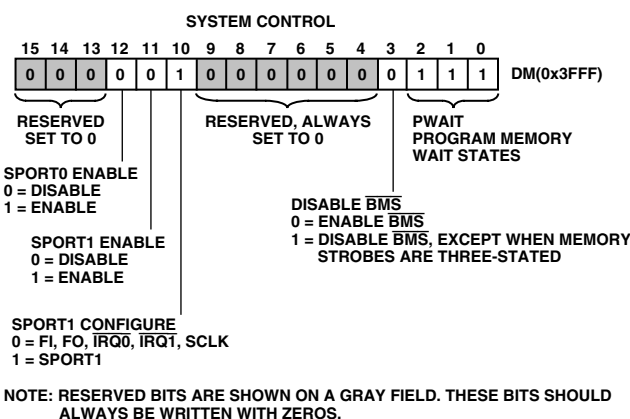 SYSTEM CONTROL
15 14 13 12 11 10 9 8 7 6 5 4 3 2 1 0
0 0 0 0 0 1 0 0 0 0 0 0 0 1 1 1 DM(0x3FFF)
RESERVED
SET TO 0
RESERVED, ALWAYS
SET TO 0
PWAIT
PROGRAM MEMORY
WAIT STATES
SPORT0 ENABLE
0 = DISABLE
1 = ENABLE
DISABLE BMS
0 = ENABLE BMS
1 = DISABLE BMS, EXCEPT WHEN MEMORY
STROBES ARE THREE-STATED
SPORT1 ENABLE
0 = DISABLE
1 = ENABLE
SPORT1 CONFIGURE
0 = FI, FO, IRQ0, IRQ1, SCLK
1 = SPORT1
NOTE: RESERVED BITS ARE SHOWN ON A GRAY FIELD. THESE BITS SHOULD
ALWAYS BE WRITTEN WITH ZEROS.